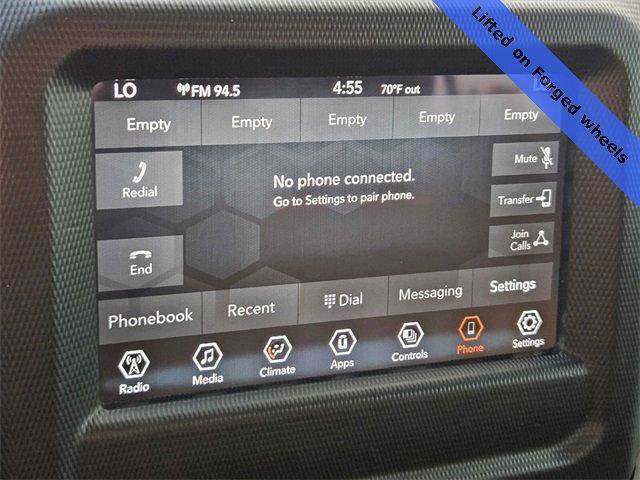 Lifted on Forged wheels
LO FM 94.5 4:55 70°F out
Empty Empty Empty Empty Empty
Redial
No phone connected.
Go to Settings to pair phone.
Mute
Transfer
Join
Calls
End
Phonebook Recent Dial Messaging Settings
Radio Media Climate Apps Controls Phone Settings